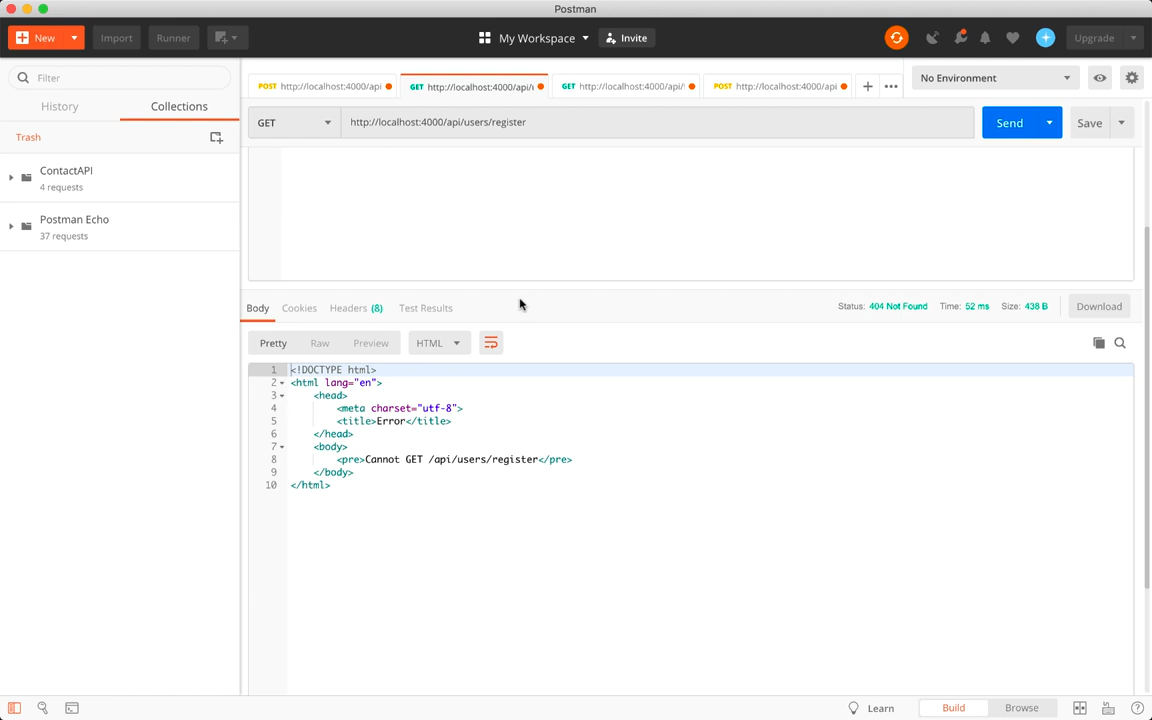 Postman
New
Import
Runner
My Workspace
Invite
Upgrade
Filter
History
Collections
Trash
ContactAPI
4 requests
Postman Echo
37 requests
POST http://localhost:4000/api
GET http://localhost:4000/api/u
GET http://localhost:4000/api/
POST http://localhost:4000/api
No Environment
GET
http://localhost:4000/api/users/register
Send
Save
Body
Cookies
Headers (8)
Test Results
Status: 404 Not Found
Time: 52 ms
Size: 438 B
Download
Pretty
Raw
Preview
HTML
1 <!DOCTYPE html>
2 <html lang="en">
3 <head>
4 <meta charset="utf-8">
5 <title>Error</title>
6 </head>
7 <body>
8 <pre>Cannot GET /api/users/register</pre>
9 </body>
10 </html>
Learn
Build
Browse